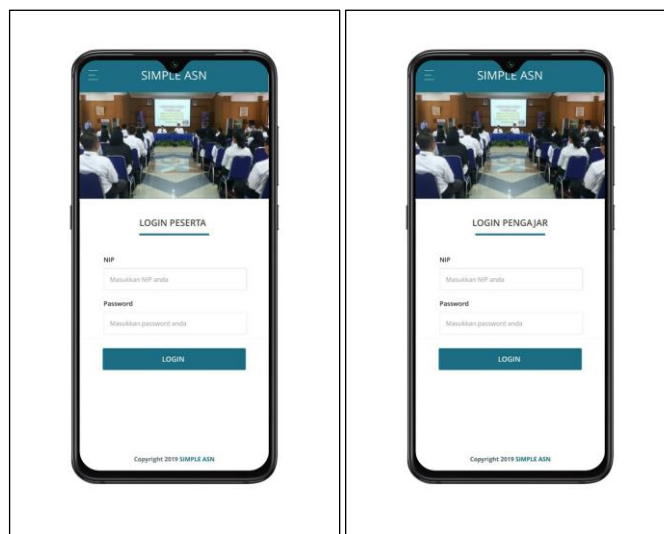 SIMPLE ASN
LOGIN PESERTA
NIP
Masukkan NIP anda
Password
Masukkan password anda
LOGIN
Copyright 2019 SIMPLE ASN
SIMPLE ASN
LOGIN PENGAJAR
NIP
Masukkan NIP anda
Password
Masukkan password anda
LOGIN
Copyright 2019 SIMPLE ASN